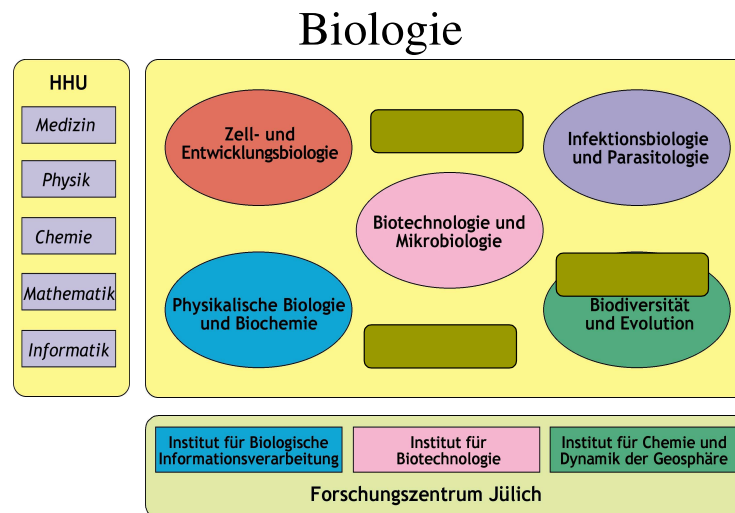 Biologie
HHU
Medizin
Physik
Chemie
Mathematik
Informatik
Zell- und
Entwicklungsbiologie
Infektionsbiologie
und Parasitologie
Biotechnologie und
Mikrobiologie
Physikalische Biologie
und Biochemie
Biodiversität
und Evolution
Institut für Biologische
Informationsverarbeitung
Institut für
Biotechnologie
Institut für Chemie und
Dynamik der Geosphäre
Forschungszentrum Jülich